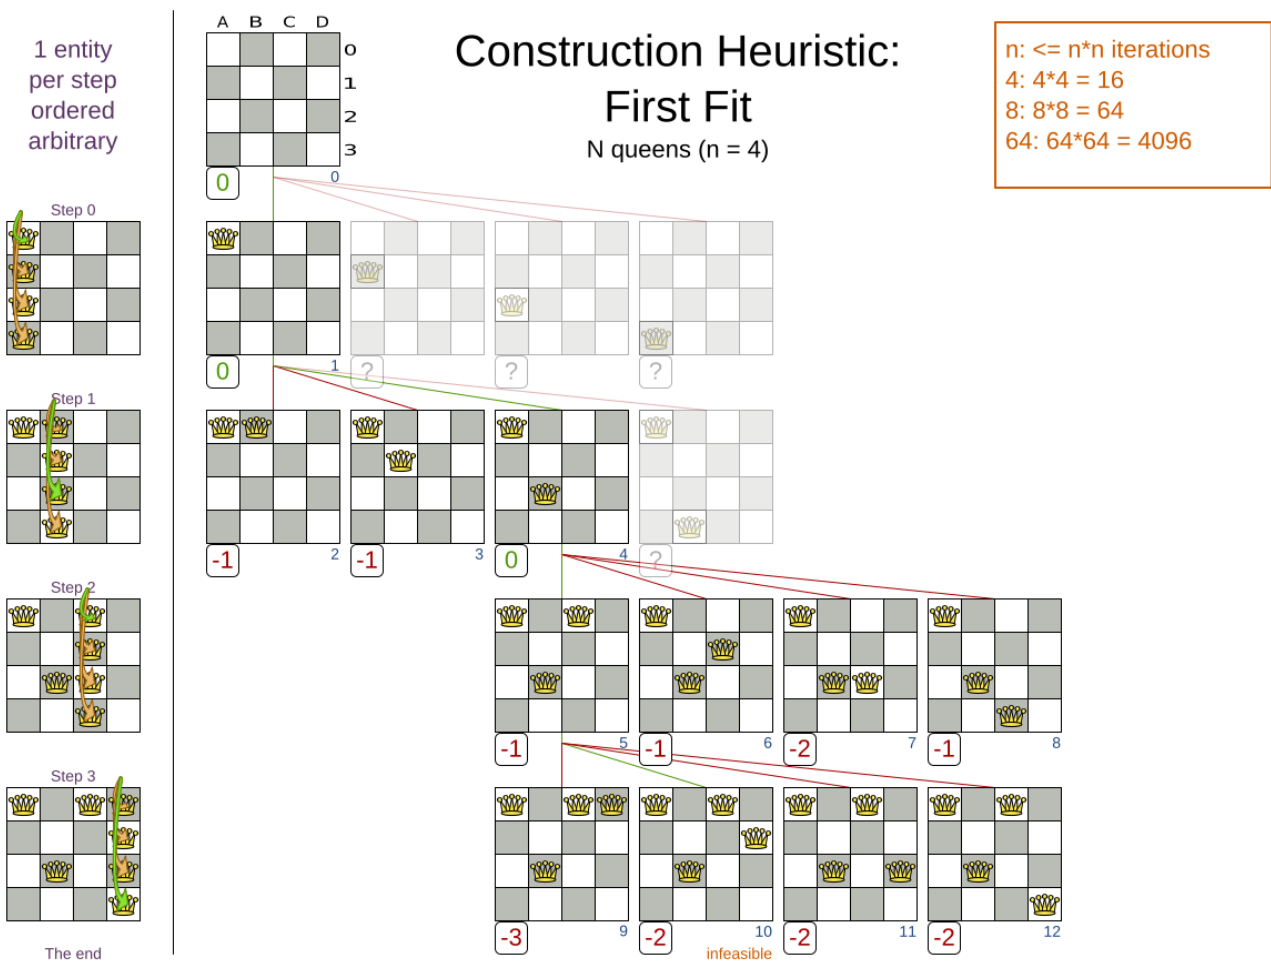 1 entity
per step
ordered
arbitrary
A B C D
0
1
2
3
Construction Heuristic:
First Fit
N queens (n = 4)
n: <= n*n iterations
4: 4*4 = 16
8: 8*8 = 64
64: 64*64 = 4096
0 0
Step 0
0 1 ? ? ?
Step 1
-1 2 -1 3 0 4 ?
Step 2
-1 5 -1 6 -2 7 -1 8
Step 3
-3 9 -2 10 -2 11 -2 12
The end
infeasible